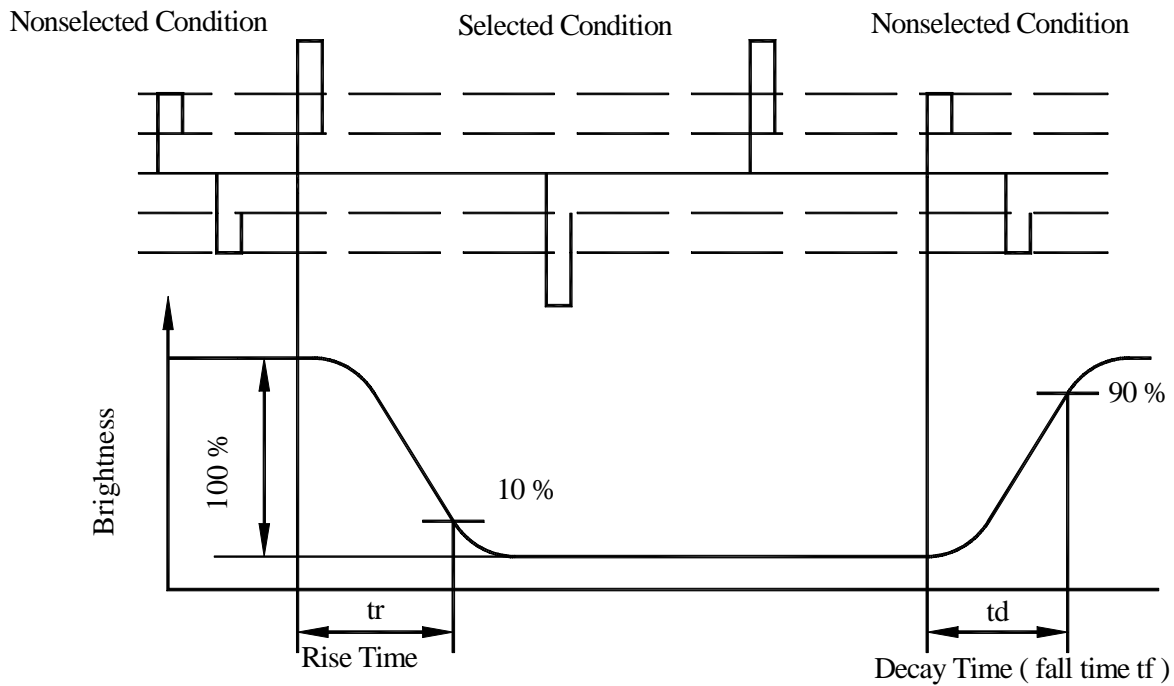 Nonselected Condition
Selected Condition
Nonselected Condition
Brightness
100 %
10 %
90 %
tr
Rise Time
td
Decay Time ( fall time tf )